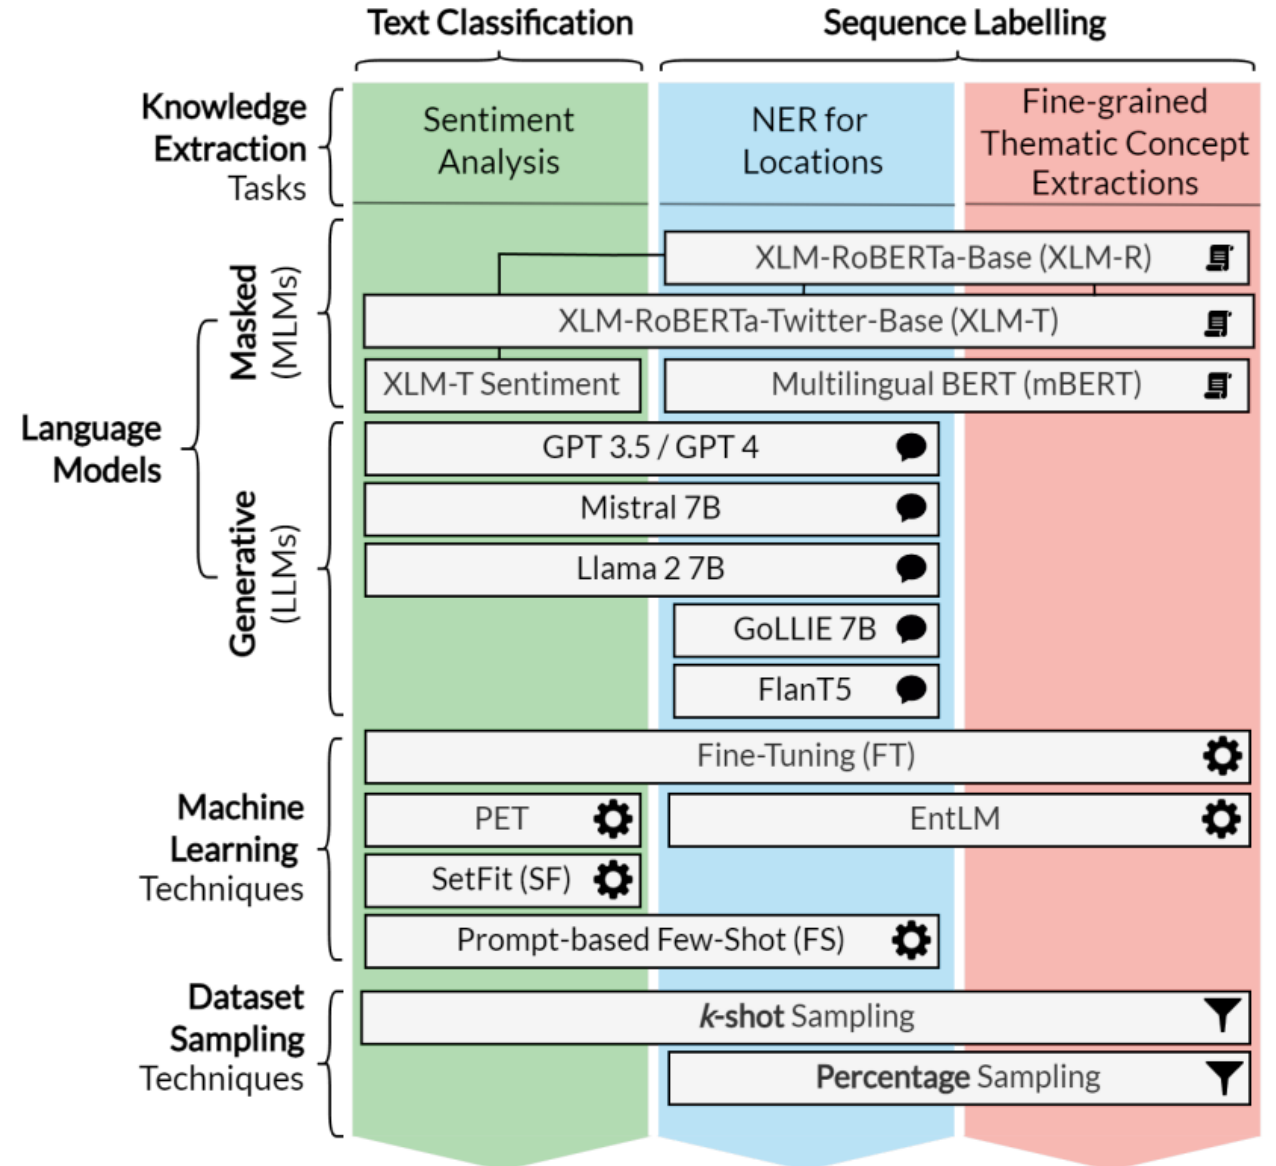 Text Classification
Sequence Labelling
Knowledge
Extraction
Tasks
Sentiment
Analysis
NER for
Locations
Fine-grained
Thematic Concept
Extractions
Language
Models
Masked
(MLMs)
XLM-RoBERTa-Base (XLM-R)
XLM-RoBERTa-Twitter-Base (XLM-T)
XLM-T Sentiment
Multilingual BERT (mBERT)
Generative
(LLMs)
GPT 3.5 / GPT 4
Mistral 7B
Llama 2 7B
GoLLIE 7B
FlanT5
Machine
Learning
Techniques
Fine-Tuning (FT)
PET
EntLM
SetFit (SF)
Prompt-based Few-Shot (FS)
Dataset
Sampling
Techniques
k-shot Sampling
Percentage Sampling